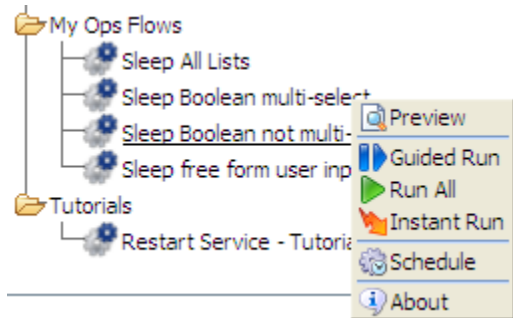 My Ops Flows
Sleep All Lists
Sleep Boolean multi-select
Sleep Boolean not multi-
Sleep free form user inp
Tutorials
Restart Service - Tutoria
Preview
Guided Run
Run All
Instant Run
Schedule
About